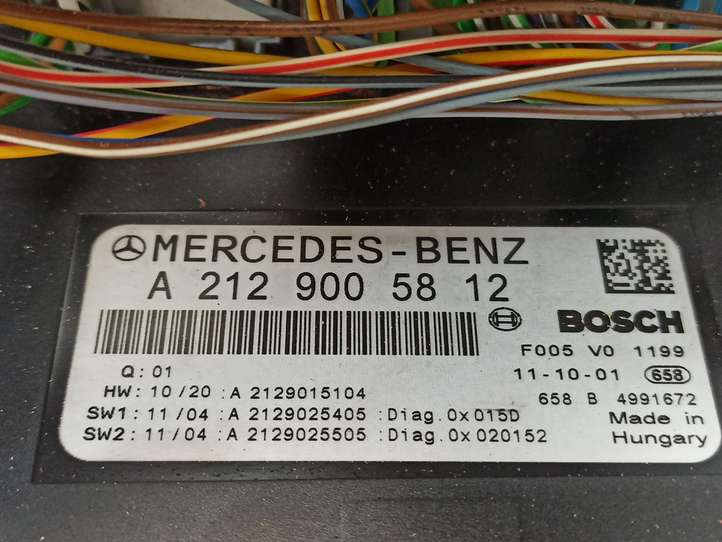 MERCEDES-BENZ
A 212 900 58 12
BOSCH
F005 V0 1199
Q: 01
11-10-01 658
HW: 10/20 :A 2129015104
658 B 4991672
SW1: 11/04 :A 2129025405 :Diag.0x015D
Made in
SW2: 11/04 :A 2129025505 :Diag.0x020152
Hungary